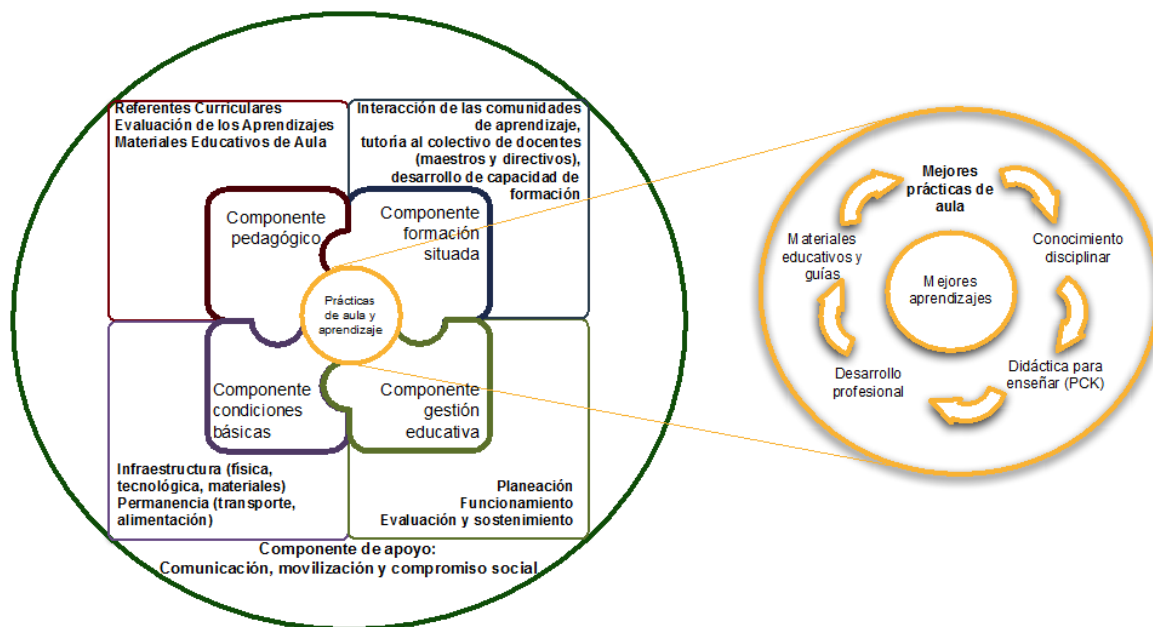 Referentes Curriculares
Evaluación de los Aprendizajes
Materiales Educativos de Aula
Interacción de las comunidades
de aprendizaje,
tutoría al colectivo de docentes
(maestros y directivos),
desarrollo de capacidad de
formación
Componente
pedagógico
Componente
formación
situada
Prácticas
de aula y
aprendizaje
Componente
condiciones
básicas
Componente
gestión
educativa
Infraestructura (física,
tecnológica, materiales)
Permanencia (transporte,
alimentación)
Planeación
Funcionamiento
Evaluación y sostenimiento
Componente de apoyo:
Comunicación, movilización y compromiso social
Mejores
prácticas de
aula
Conocimiento
disciplinar
Didáctica para
enseñar (PCK)
Desarrollo
profesional
Materiales
educativos y
guías
Mejores
aprendizajes